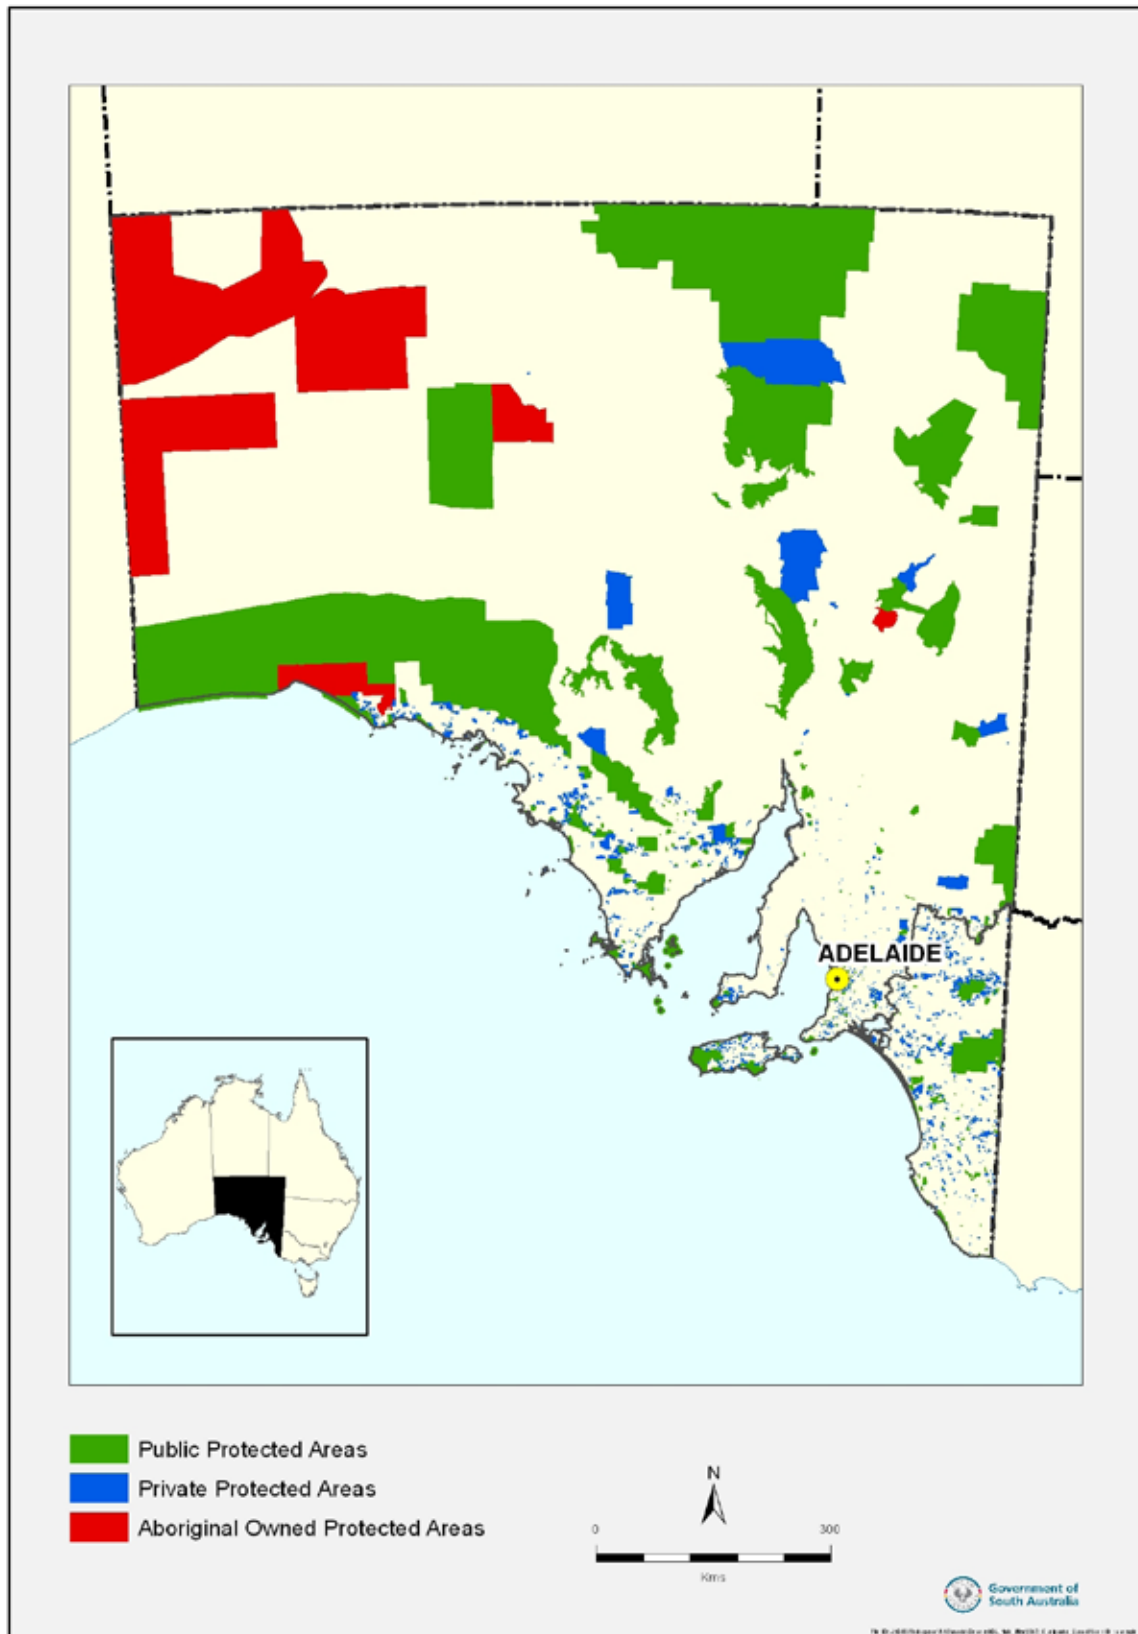 ADELAIDE
Public Protected Areas
Private Protected Areas
Aboriginal Owned Protected Areas
N
0 300
Kms
Government of
South Australia